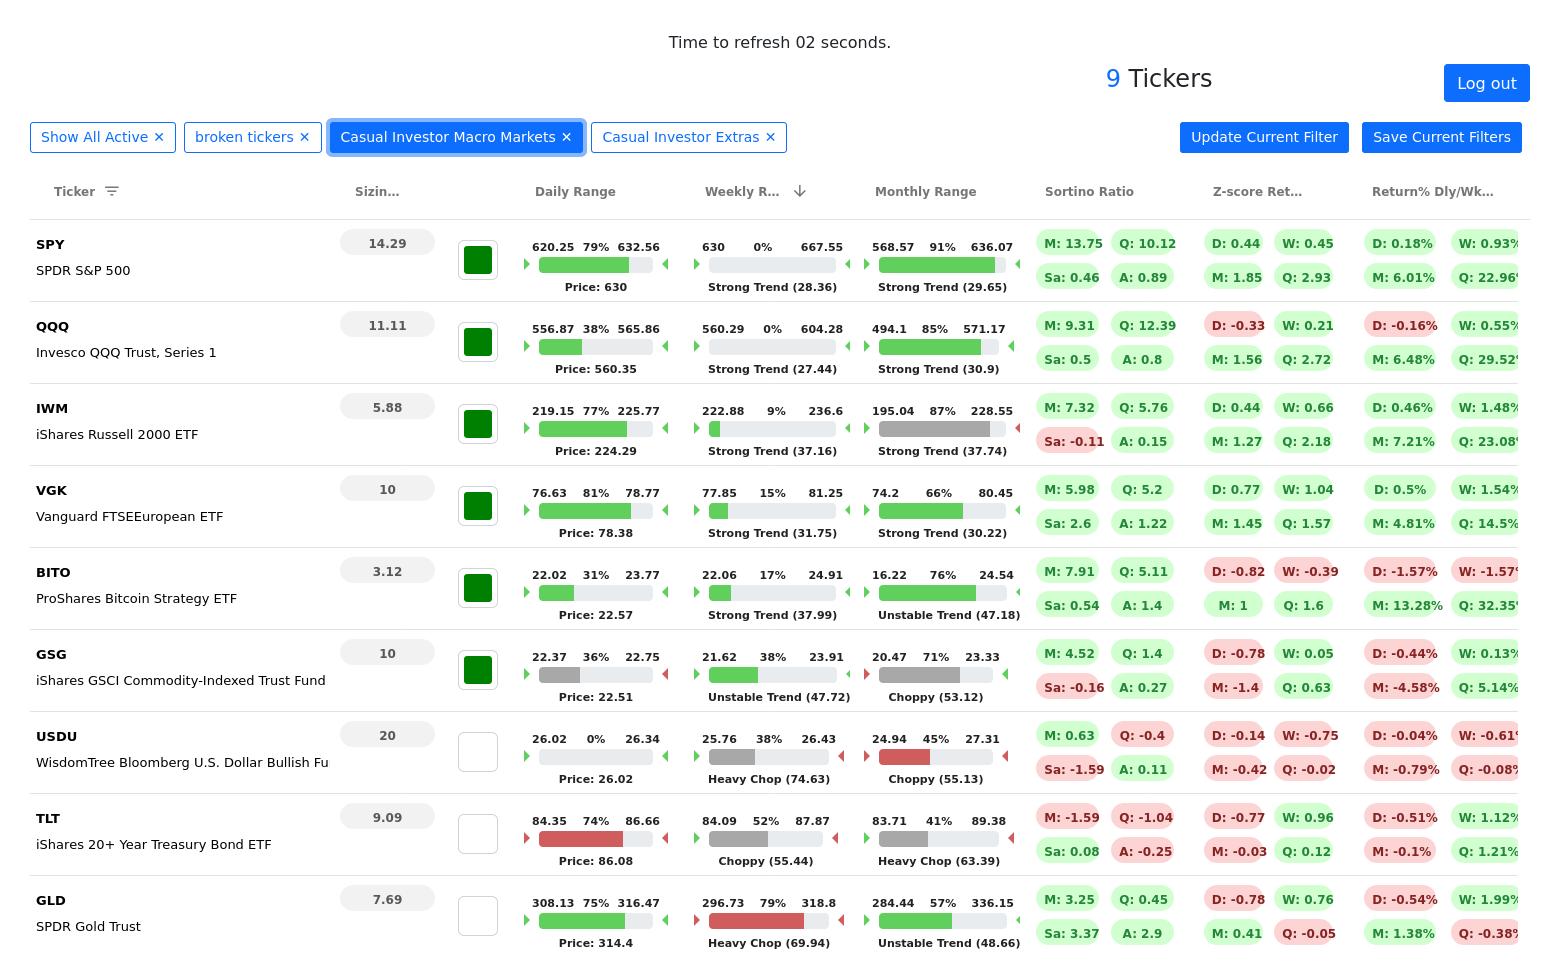 Time to refresh 02 seconds.
9 Tickers
Log out
Show All Active ✕ broken tickers ✕ Casual Investor Macro Markets ✕ Casual Investor Extras ✕ Update Current Filter Save Current Filters
Ticker Sizin... Daily Range Weekly R... Monthly Range Sortino Ratio Z-score Ret... Return% Dly/Wk...
SPY 14.29 620.25 79% 632.56 630 0% 667.55 568.57 91% 636.07 M: 13.75 Q: 10.12 D: 0.44 W: 0.45 D: 0.18% W: 0.93%
SPDR S&P 500 Sa: 0.46 A: 0.89 M: 1.85 Q: 2.93 M: 6.01% Q: 22.96%
Price: 630 Strong Trend (28.36) Strong Trend (29.65)
QQQ 11.11 556.87 38% 565.86 560.29 0% 604.28 494.1 85% 571.17 M: 9.31 Q: 12.39 D: -0.33 W: 0.21 D: -0.16% W: 0.55%
Invesco QQQ Trust, Series 1 Sa: 0.5 A: 0.8 M: 1.56 Q: 2.72 M: 6.48% Q: 29.52%
Price: 560.35 Strong Trend (27.44) Strong Trend (30.9)
IWM 5.88 219.15 77% 225.77 222.88 9% 236.6 195.04 87% 228.55 M: 7.32 Q: 5.76 D: 0.44 W: 0.66 D: 0.46% W: 1.48%
iShares Russell 2000 ETF Sa: -0.11 A: 0.15 M: 1.27 Q: 2.18 M: 7.21% Q: 23.08%
Price: 224.29 Strong Trend (37.16) Strong Trend (37.74)
VGK 10 76.63 81% 78.77 77.85 15% 81.25 74.2 66% 80.45 M: 5.98 Q: 5.2 D: 0.77 W: 1.04 D: 0.5% W: 1.54%
Vanguard FTSEEuropean ETF Sa: 2.6 A: 1.22 M: 1.45 Q: 1.57 M: 4.81% Q: 14.5%
Price: 78.38 Strong Trend (31.75) Strong Trend (30.22)
BITO 3.12 22.02 31% 23.77 22.06 17% 24.91 16.22 76% 24.54 M: 7.91 Q: 5.11 D: -0.82 W: -0.39 D: -1.57% W: -1.57%
ProShares Bitcoin Strategy ETF Sa: 0.54 A: 1.4 M: 1 Q: 1.6 M: 13.28% Q: 32.35%
Price: 22.57 Strong Trend (37.99) Unstable Trend (47.18)
GSG 10 22.37 36% 22.75 21.62 38% 23.91 20.47 71% 23.33 M: 4.52 Q: 1.4 D: -0.78 W: 0.05 D: -0.44% W: 0.13%
iShares GSCI Commodity-Indexed Trust Fund Sa: -0.16 A: 0.27 M: -1.4 Q: 0.63 M: -4.58% Q: 5.14%
Price: 22.51 Unstable Trend (47.72) Choppy (53.12)
USDU 20 26.02 0% 26.34 25.76 38% 26.43 24.94 45% 27.31 M: 0.63 Q: -0.4 D: -0.14 W: -0.75 D: -0.04% W: -0.61%
WisdomTree Bloomberg U.S. Dollar Bullish Fu Sa: -1.59 A: 0.11 M: -0.42 Q: -0.02 M: -0.79% Q: -0.08%
Price: 26.02 Heavy Chop (74.63) Choppy (55.13)
TLT 9.09 84.35 74% 86.66 84.09 52% 87.87 83.71 41% 89.38 M: -1.59 Q: -1.04 D: -0.77 W: 0.96 D: -0.51% W: 1.12%
iShares 20+ Year Treasury Bond ETF Sa: 0.08 A: -0.25 M: -0.03 Q: 0.12 M: -0.1% Q: 1.21%
Price: 86.08 Choppy (55.44) Heavy Chop (63.39)
GLD 7.69 308.13 75% 316.47 296.73 79% 318.8 284.44 57% 336.15 M: 3.25 Q: 0.45 D: -0.78 W: 0.76 D: -0.54% W: 1.99%
SPDR Gold Trust Sa: 3.37 A: 2.9 M: 0.41 Q: -0.05 M: 1.38% Q: -0.38%
Price: 314.4 Heavy Chop (69.94) Unstable Trend (48.66)